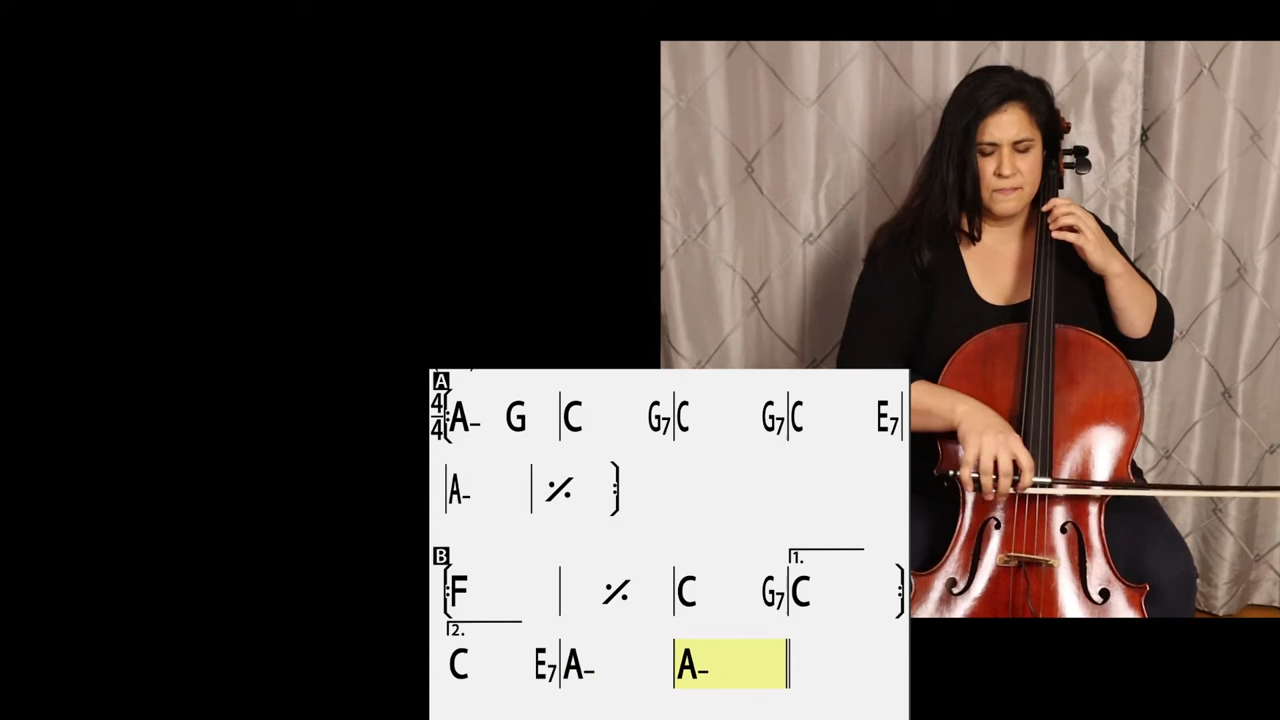 A
4/4 A- G C G7 C G7 C E7
A- ٪
B
1.
F ٪ C G7 C
2.
C E7 A- A-